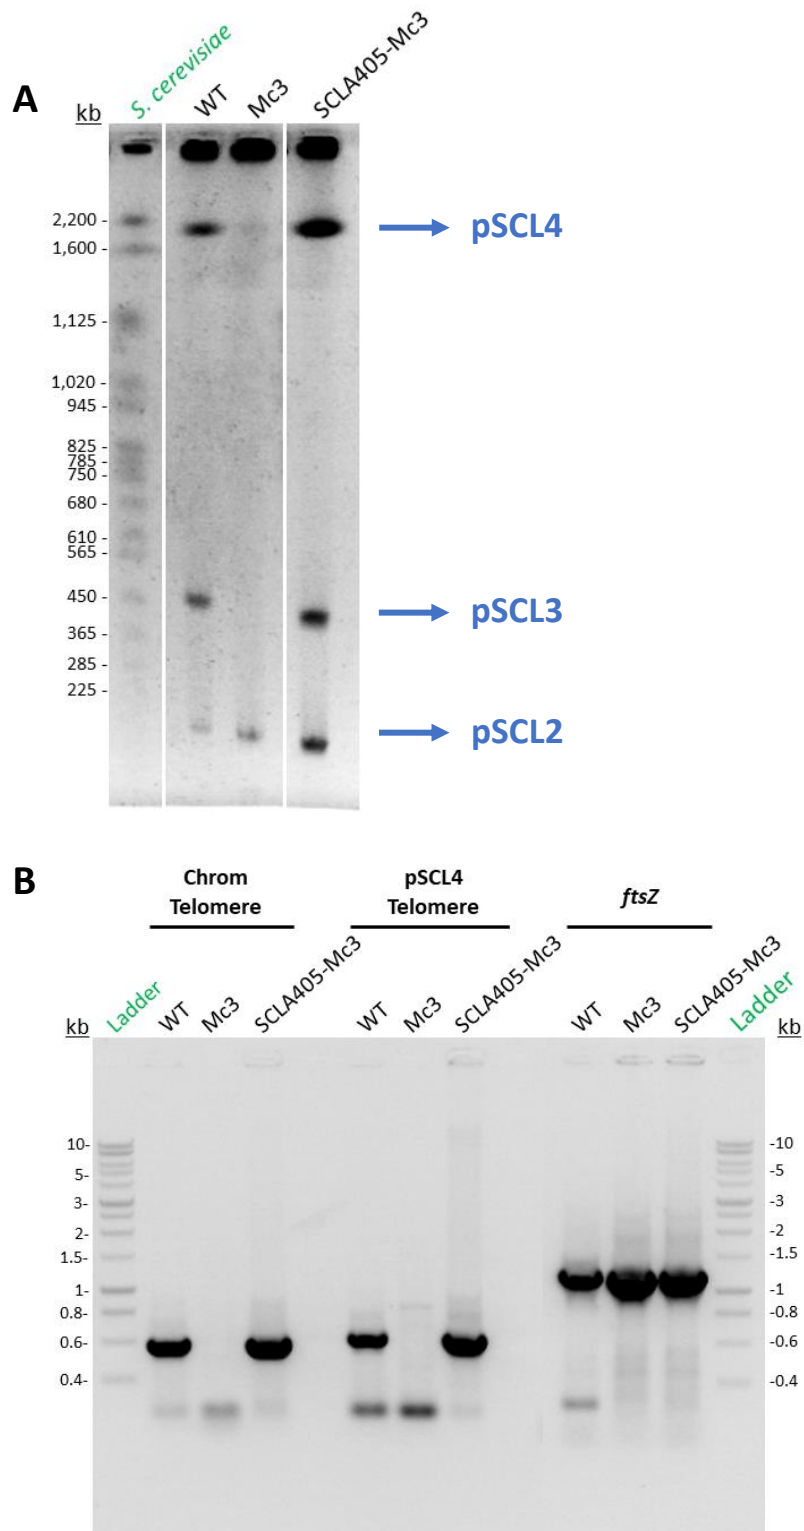 A
kb
S. cerevisiae
WT
Mc3
SCLA405-Mc3
2,200 -
1,600 -
1,125 -
1,020 -
945 -
825 -
785 -
750 -
680 -
610 -
565 -
450 -
365 -
285 -
225 -
pSCL4
pSCL3
pSCL2
B
Chrom
Telomere
pSCL4
Telomere
ftsZ
kb
Ladder
WT
Mc3
SCLA405-Mc3
WT
Mc3
SCLA405-Mc3
WT
Mc3
SCLA405-Mc3
Ladder
kb
10-
5-
3-
2-
1.5-
1-
0.8-
0.6-
0.4-
-10
-5
-3
-2
-1.5
-1
-0.8
-0.6
-0.4